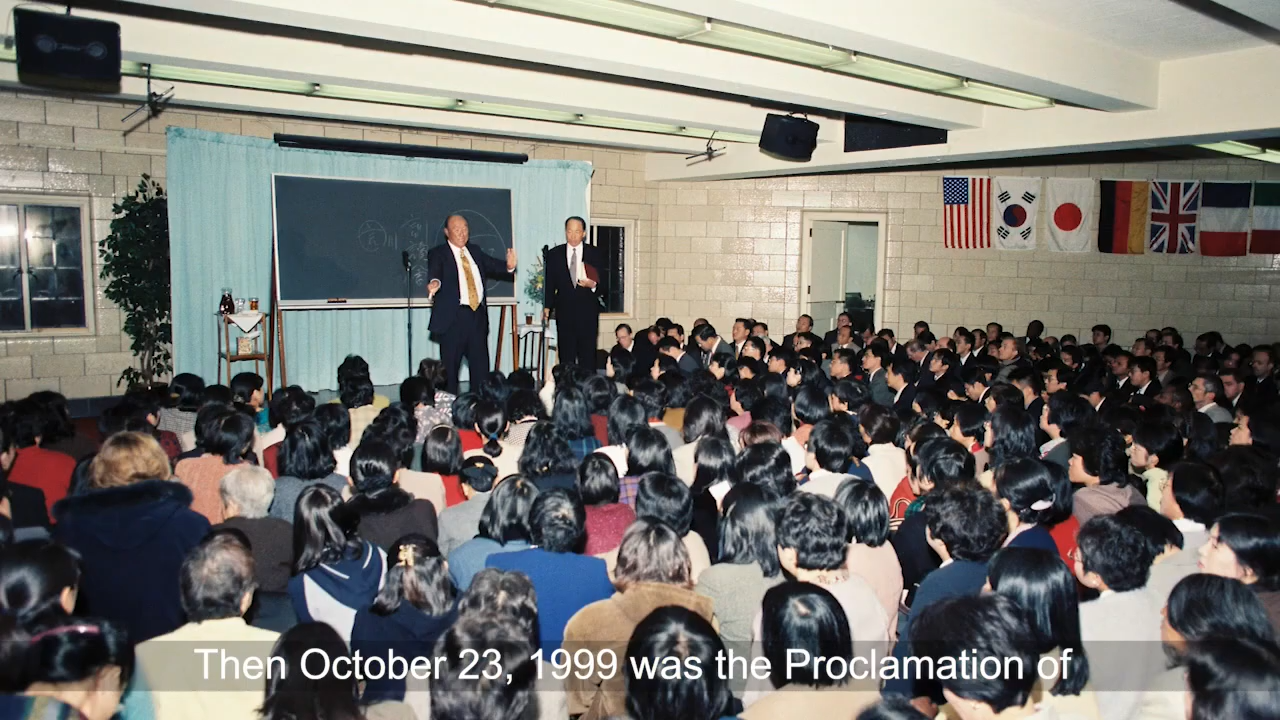 Then October 23, 1999 was the Proclamation of